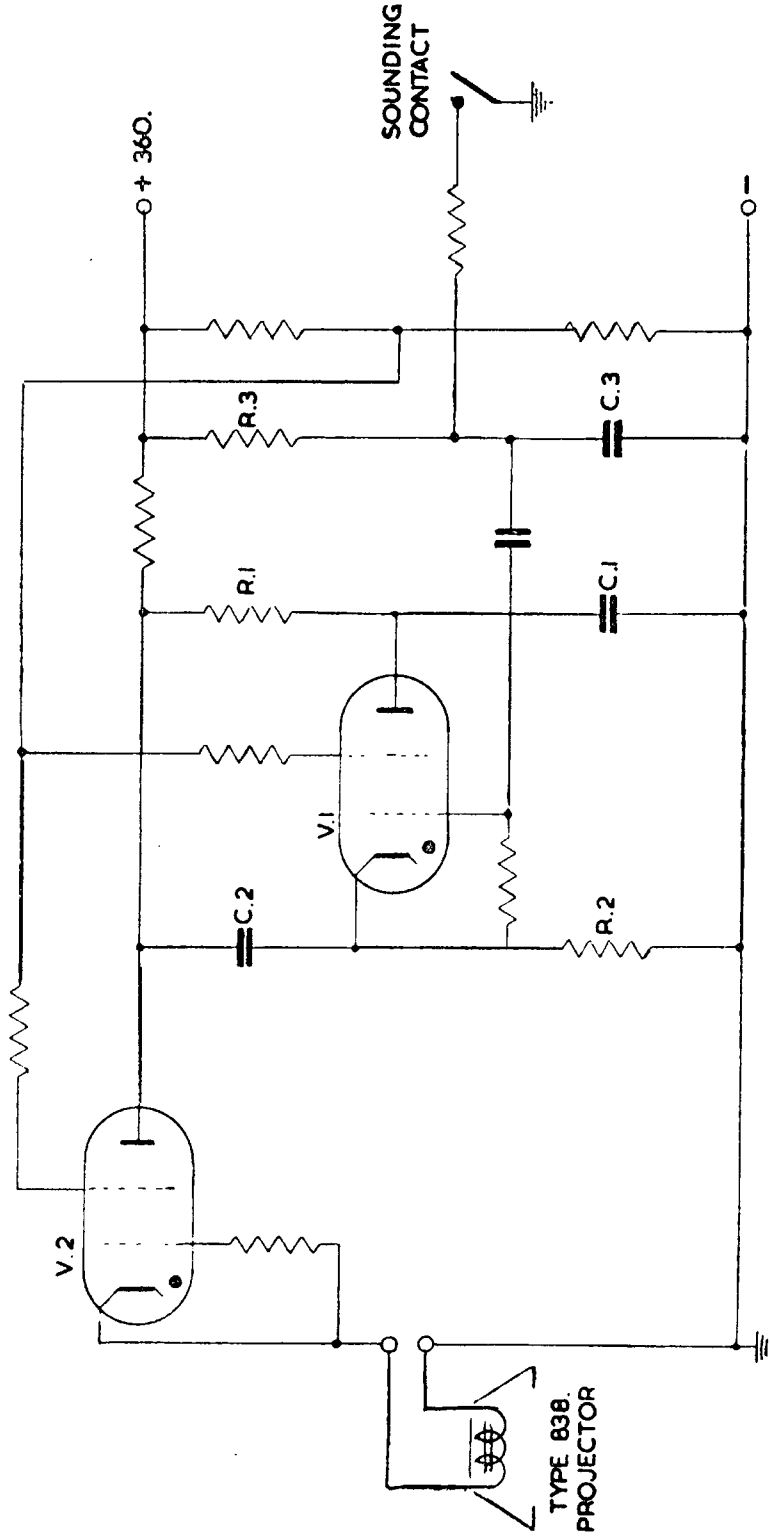 SOUNDING
CONTACT
+ 360.
R.3
C.3
R.1
C.1
V.1
C.2
R.2
V.2
TYPE 838.
PROJECTOR
-